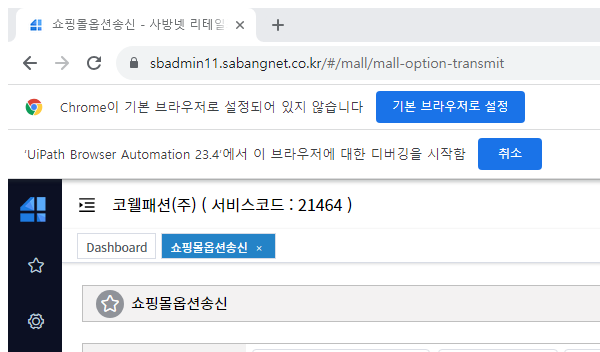 쇼핑몰옵션송신 - 사방넷 리테일
sbadmin11.sabangnet.co.kr/#/mall/mall-option-transmit
Chrome이 기본 브라우저로 설정되어 있지 않습니다 기본 브라우저로 설정
'UiPath Browser Automation 23.4'에서 이 브라우저에 대한 디버깅을 시작함 취소
코웰패션(주) ( 서비스코드 : 21464 )
Dashboard 쇼핑몰옵션송신 ×
쇼핑몰옵션송신